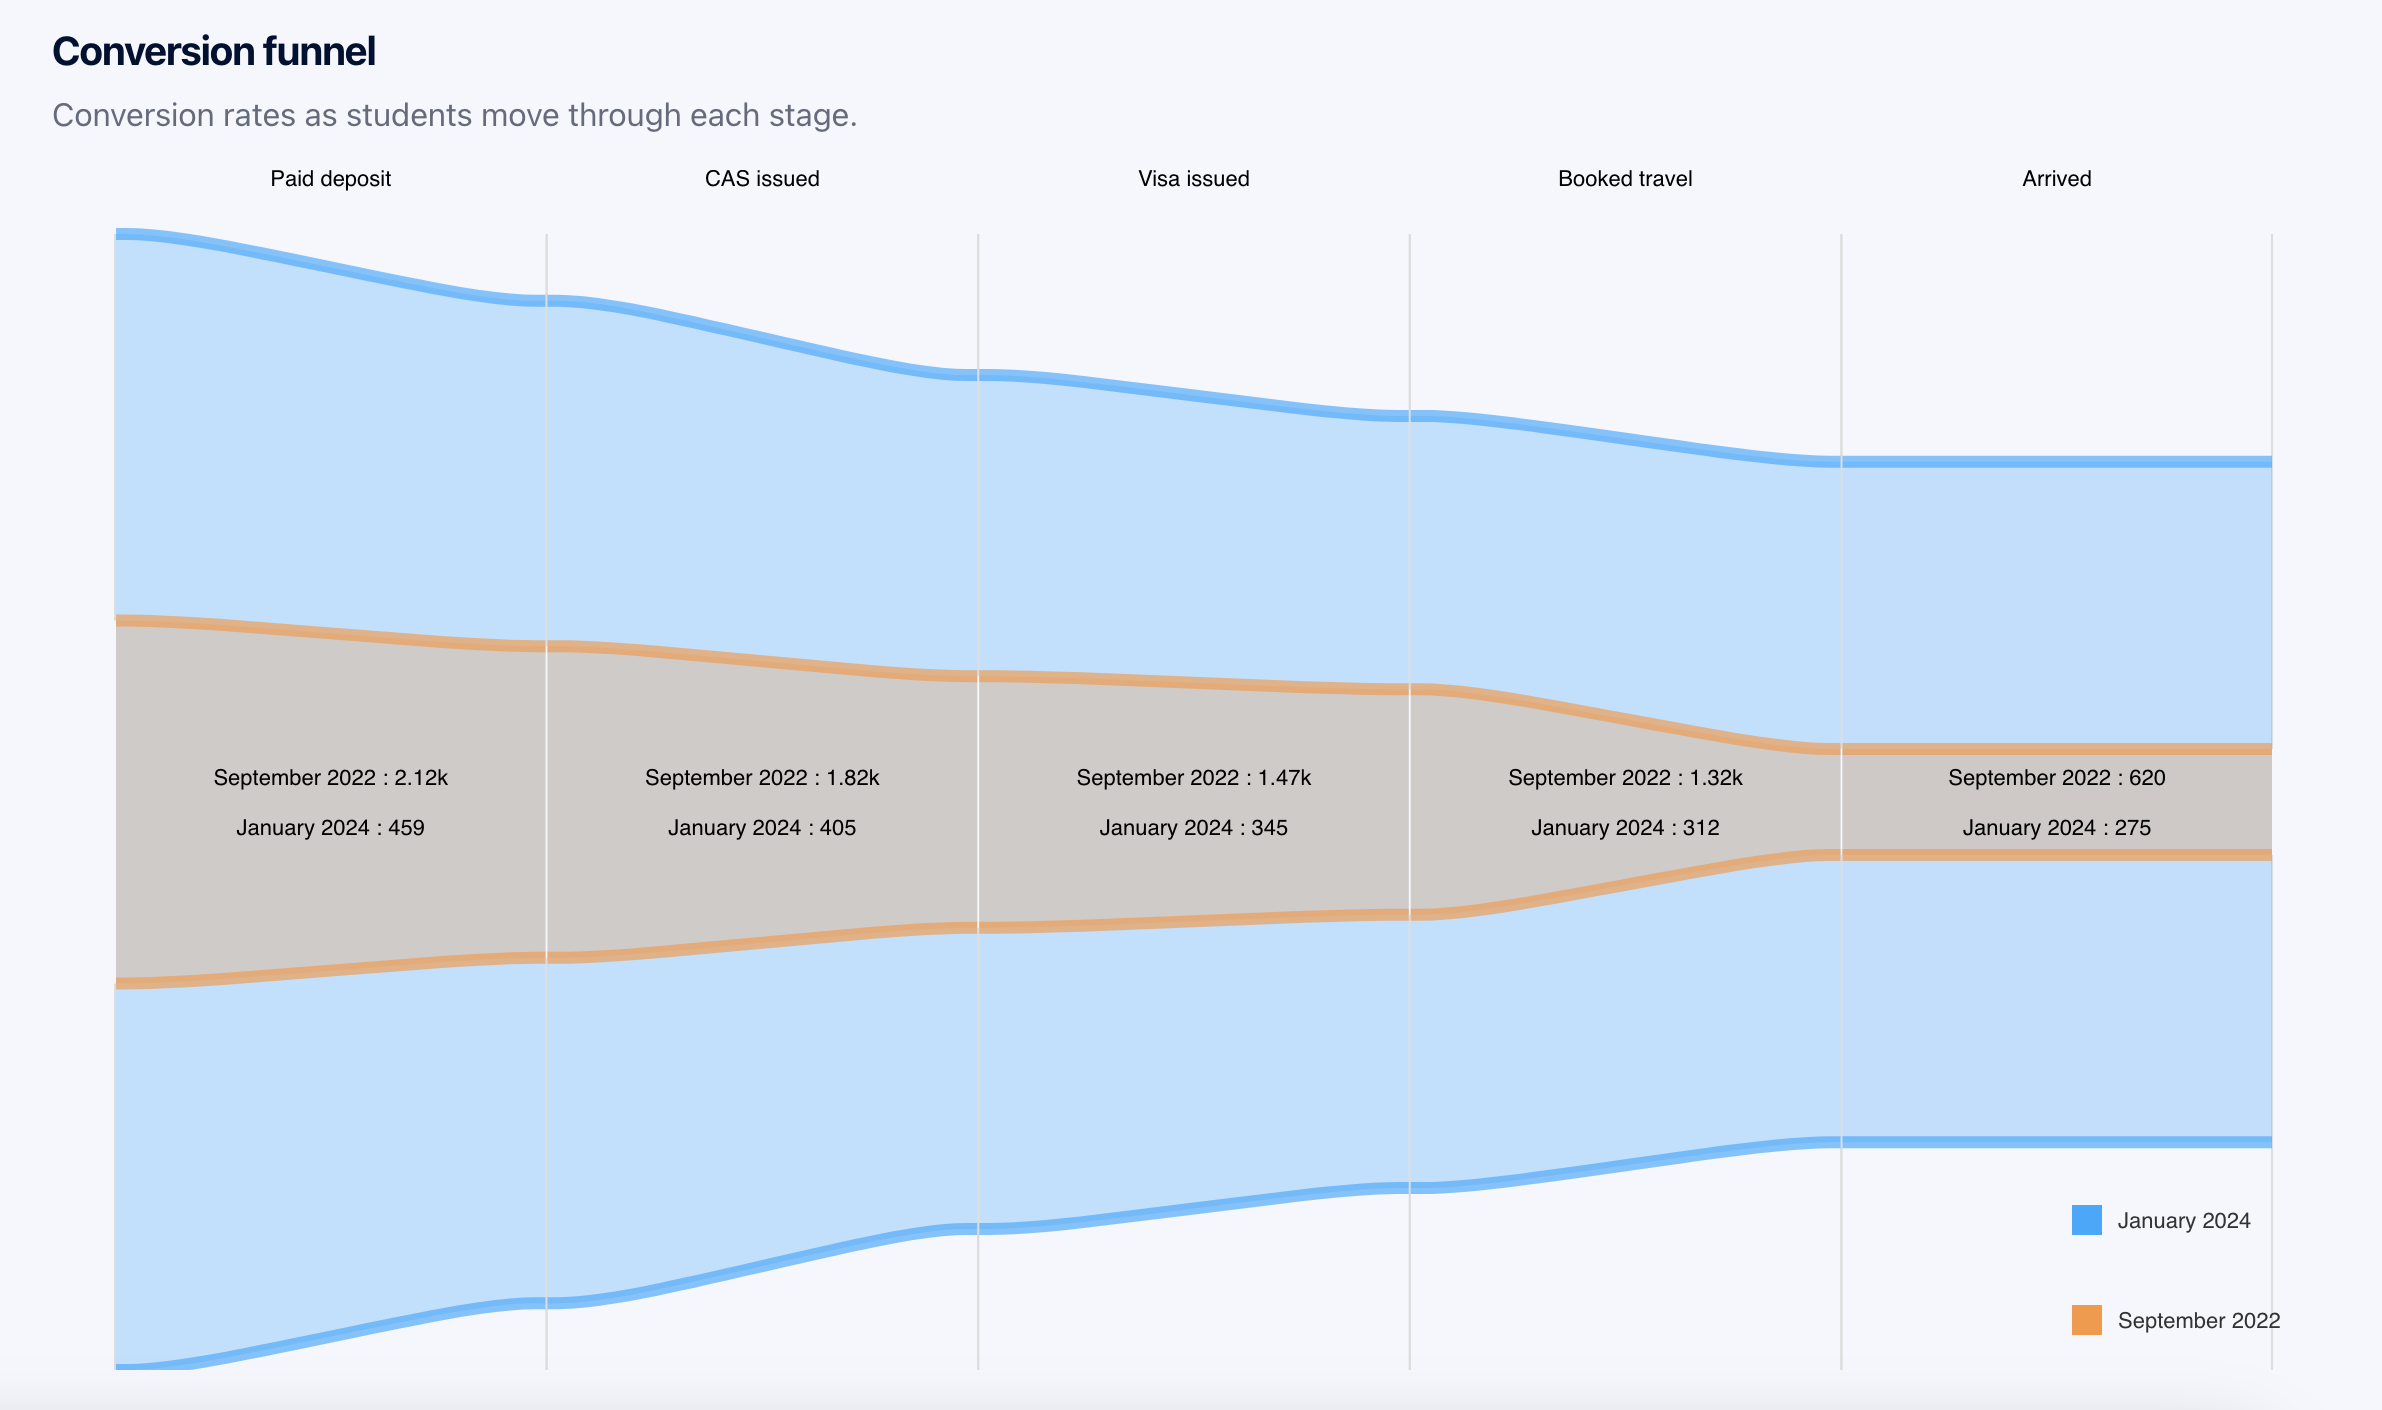 Conversion funnel
Conversion rates as students move through each stage.
Paid deposit
CAS issued
Visa issued
Booked travel
Arrived
September 2022 : 2.12k
January 2024 : 459
September 2022 : 1.82k
January 2024 : 405
September 2022 : 1.47k
January 2024 : 345
September 2022 : 1.32k
January 2024 : 312
September 2022 : 620
January 2024 : 275
January 2024
September 2022